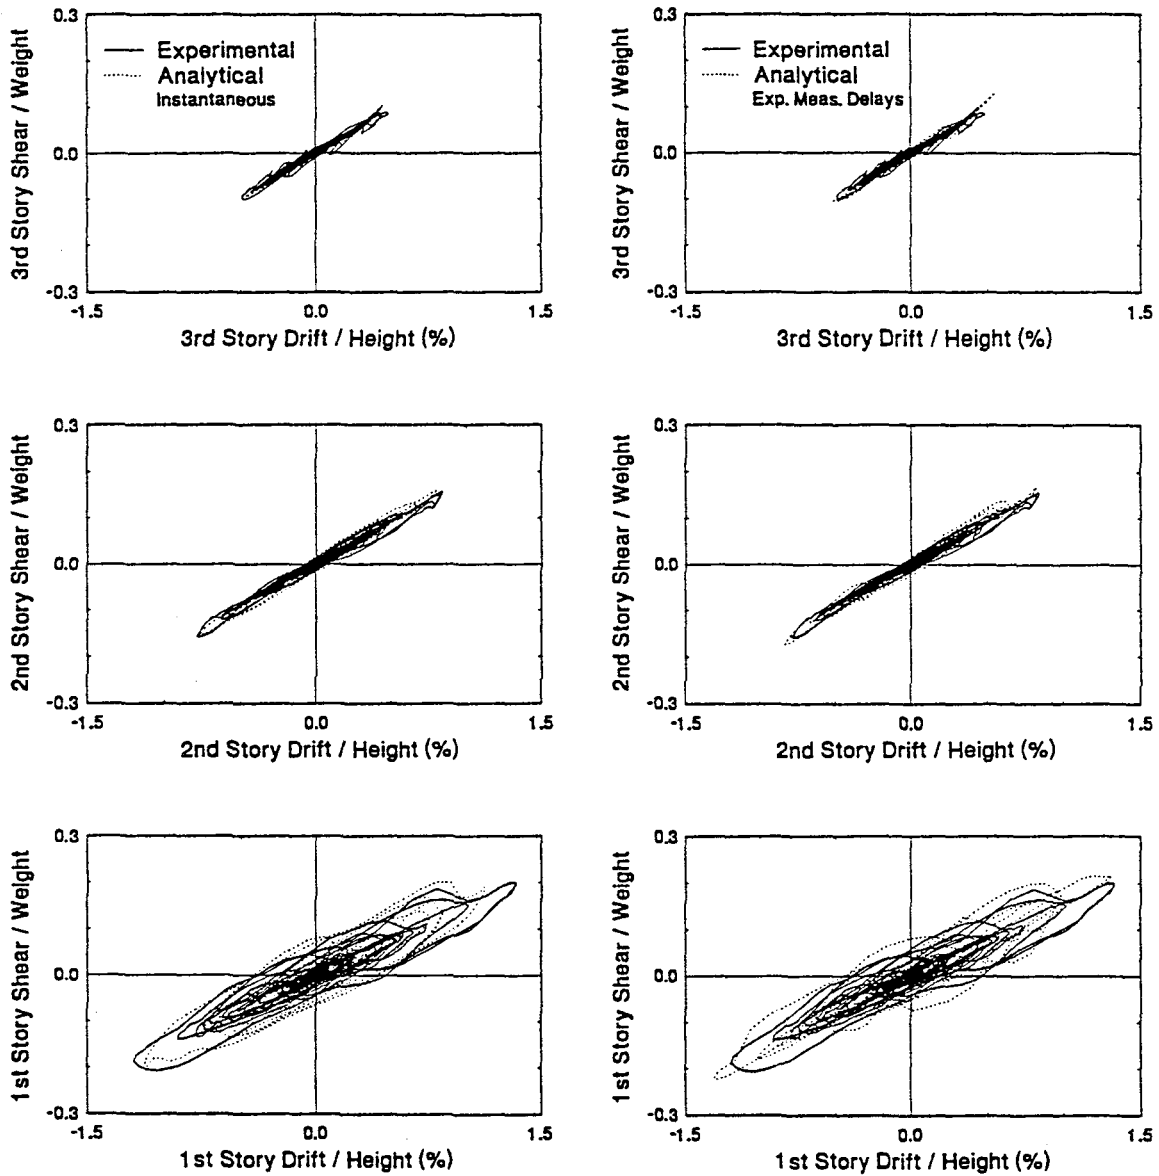 0.3
Experimental
Analytical
Instantaneous
3rd Story Shear / Weight
0.0
-0.3
-1.5
0.0
1.5
3rd Story Drift / Height (%)
0.3
Experimental
Analytical
Exp. Meas. Delays
3rd Story Shear / Weight
0.0
-0.3
-1.5
0.0
1.5
3rd Story Drift / Height (%)
0.3
2nd Story Shear / Weight
0.0
-0.3
-1.5
0.0
1.5
2nd Story Drift / Height (%)
0.3
2nd Story Shear / Weight
0.0
-0.3
-1.5
0.0
1.5
2nd Story Drift / Height (%)
0.3
1st Story Shear / Weight
0.0
-0.3
-1.5
0.0
1.5
1st Story Drift / Height (%)
0.3
1st Story Shear / Weight
0.0
-0.3
-1.5
0.0
1.5
1st Story Drift / Height (%)